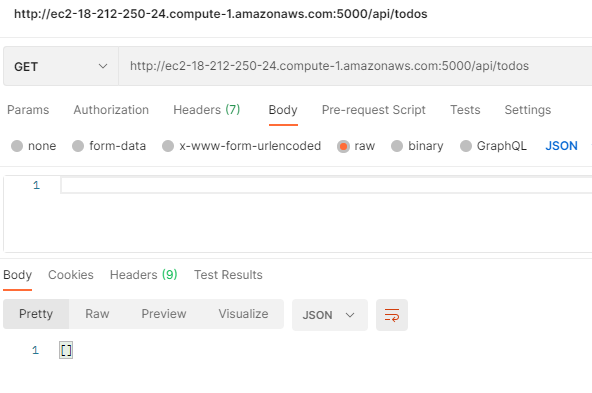 http://ec2-18-212-250-24.compute-1.amazonaws.com:5000/api/todos
GET http://ec2-18-212-250-24.compute-1.amazonaws.com:5000/api/todos
Params Authorization Headers (7) Body Pre-request Script Tests Settings
none form-data x-www-form-urlencoded raw binary GraphQL JSON
1
Body Cookies Headers (9) Test Results
Pretty Raw Preview Visualize JSON
1 []